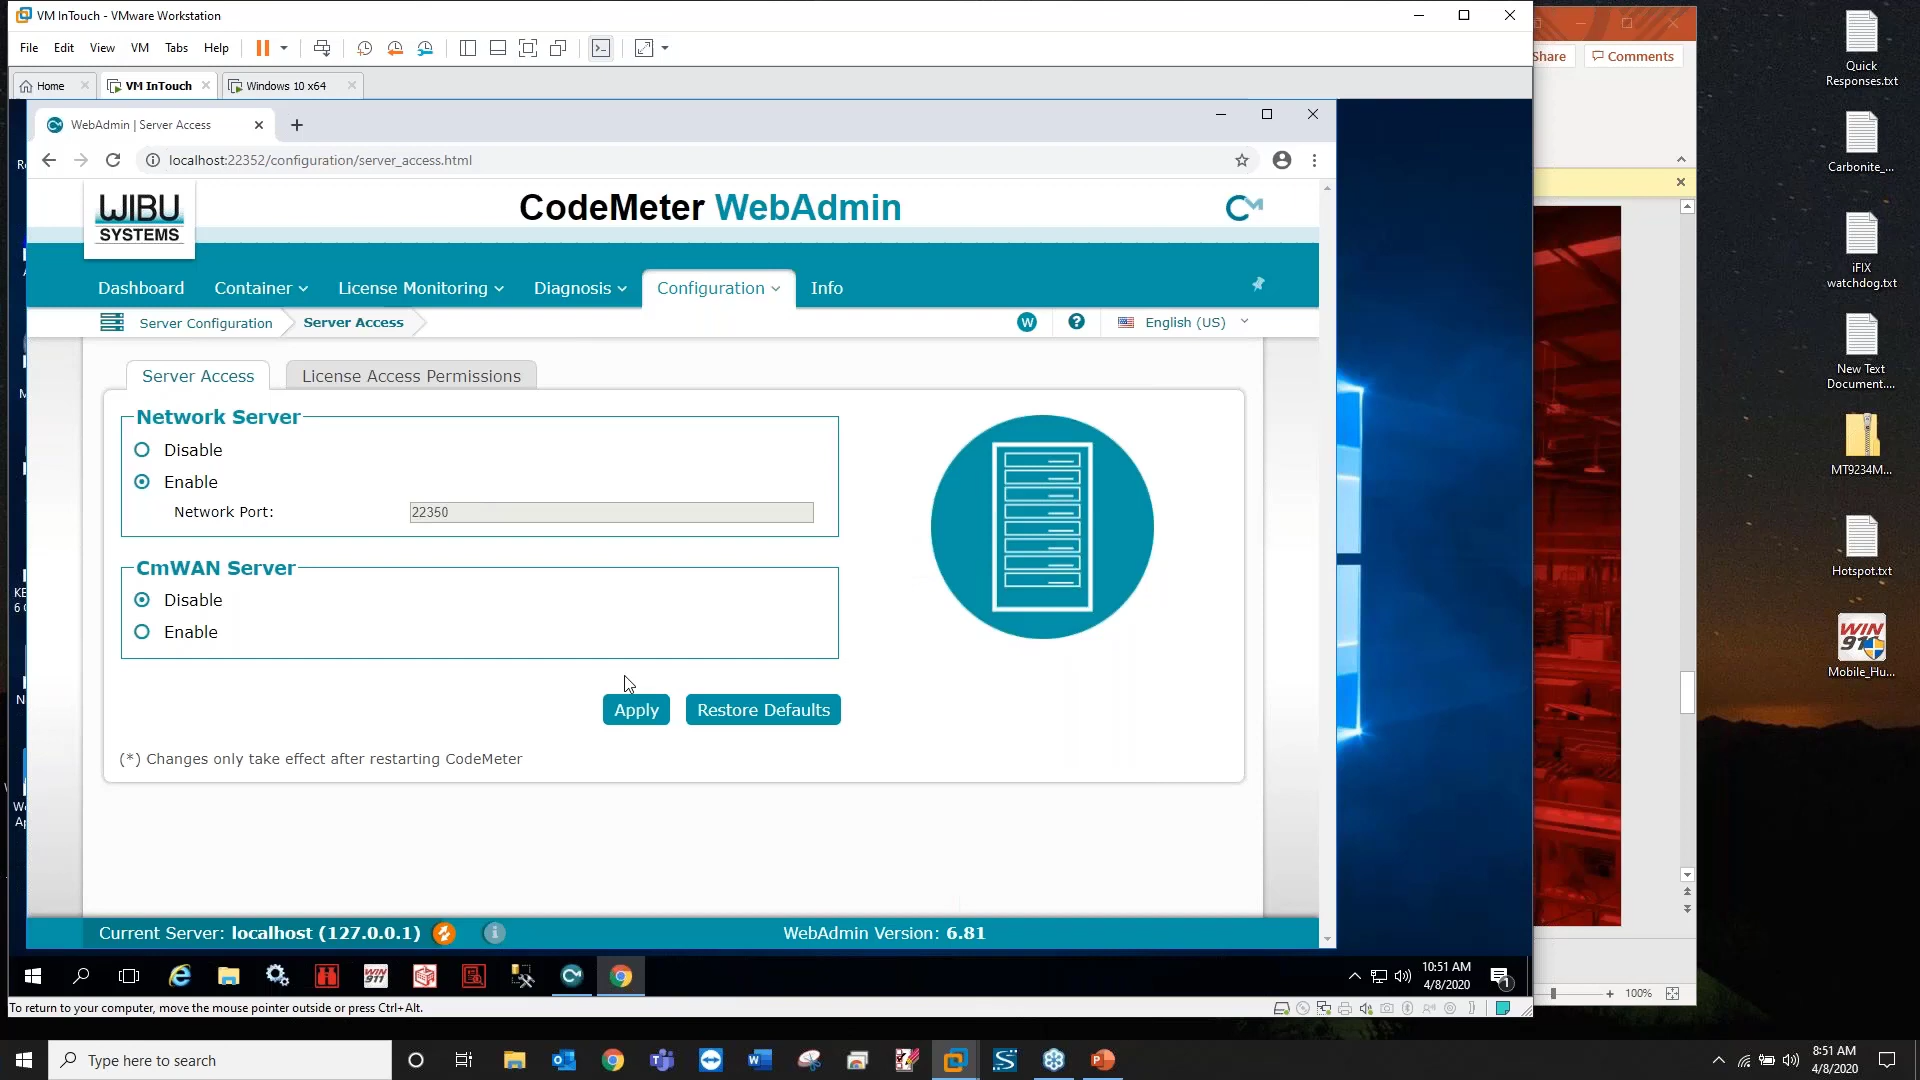 VM InTouch - VMware Workstation
File Edit View VM Tabs Help
Home VM InTouch Windows 10 x64
WebAdmin | Server Access
localhost:22352/configuration/server_access.html
WIBU
SYSTEMS
CodeMeter WebAdmin
Dashboard Container License Monitoring Diagnosis Configuration Info
Server Configuration Server Access W ? English (US)
Server Access License Access Permissions
Network Server
Disable
Enable
Network Port: 22350
CmWAN Server
Disable
Enable
Apply Restore Defaults
(*) Changes only take effect after restarting CodeMeter
Current Server: localhost (127.0.0.1) WebAdmin Version: 6.81
WIN
911
10:51 AM
4/8/2020
1
To return to your computer, move the mouse pointer outside or press Ctrl+Alt.
Share Comments
100%
Quick
Responses.txt
Carbonite_...
iFIX
watchdog.txt
New Text
Document....
MT9234M...
Hotspot.txt
WIN
911
Mobile_Hu...
Type here to search
8:51 AM
4/8/2020